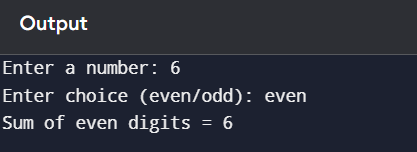 Output
Enter a number: 6
Enter choice (even/odd): even
Sum of even digits = 6